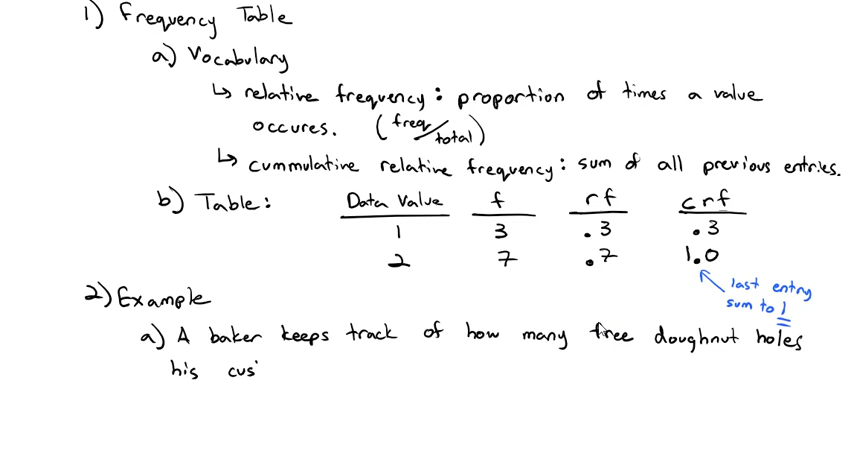 1) Frequency Table
a) Vocabulary
↳ relative frequency: proportion of times a value
occures. (freq/total)
↳ cummulative relative frequency: sum of all previous entries.
b) Table: Data Value f rf crf
1 3 .3 .3
2 7 .7 1.0
last entry
sum to 1
2) Example
a) A baker keeps track of how many free doughnut holes
his cus